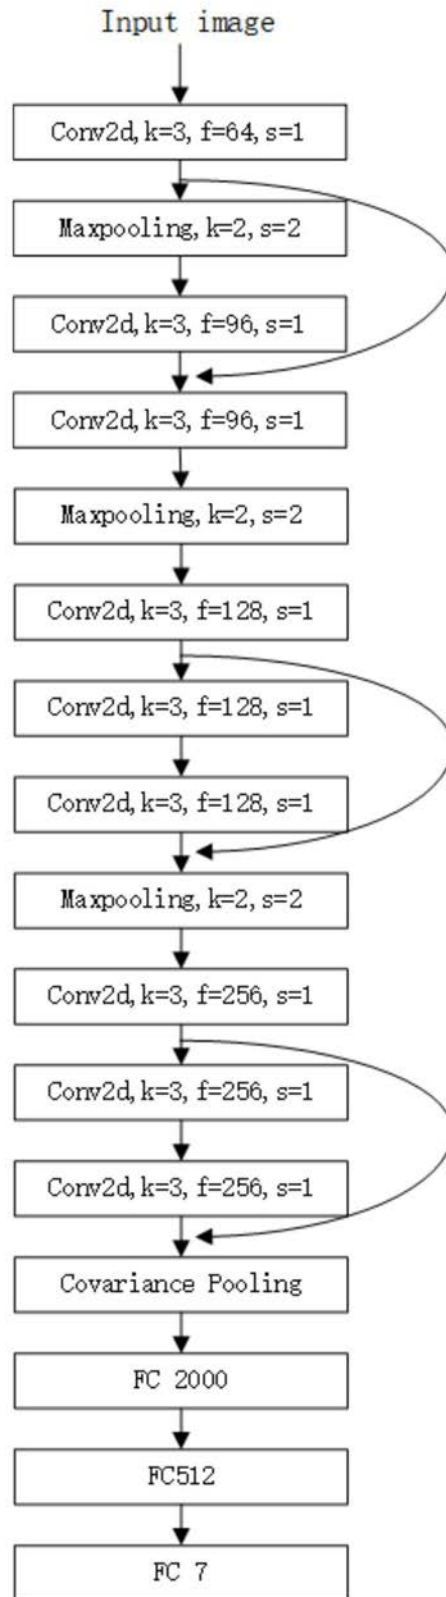 Input image
Conv2d, k=3, f=64, s=1
Maxpooling, k=2, s=2
Conv2d, k=3, f=96, s=1
Conv2d, k=3, f=96, s=1
Maxpooling, k=2, s=2
Conv2d, k=3, f=128, s=1
Conv2d, k=3, f=128, s=1
Conv2d, k=3, f=128, s=1
Maxpooling, k=2, s=2
Conv2d, k=3, f=256, s=1
Conv2d, k=3, f=256, s=1
Conv2d, k=3, f=256, s=1
Covariance Pooling
FC 2000
FC512
FC 7